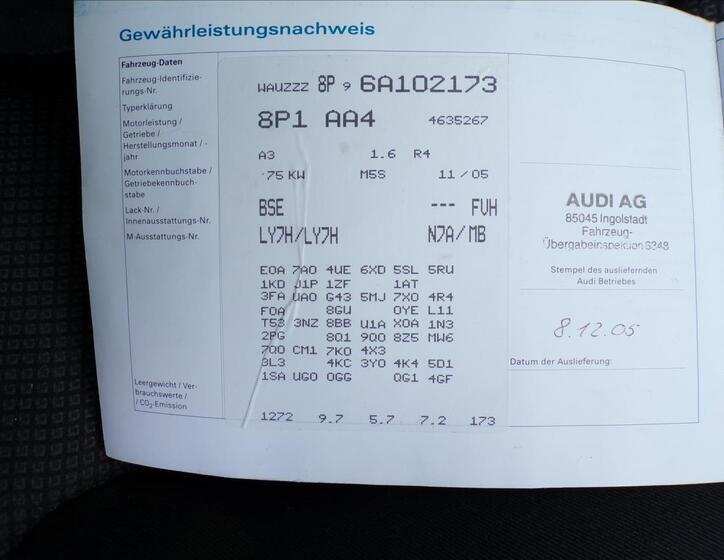 Gewährleistungsnachweis
Fahrzeug-Daten
Fahrzeug-Identifizie-
rungs-Nr.
Typerklärung
Motorleistung /
Getriebe /
Herstellungsmonat / -
jahr
Motorkennbuchstabe /
Getriebekennbuch-
stabe
Lack-Nr. /
Innenausstattungs-Nr.
M-Ausstattungs-Nr.
Leergewicht / Ver-
brauchswerte /
/ CO2-Emission
WAUZZZ 8P 9 6A102173
8P1 AA4 4635267
A3 1.6 R4
75 KW M5S 11/05
BSE --- FVH
LY7H/LY7H N7A/MB
E0A 7A0 4UE 6XD 5SL 5RU
1KD J1P 1ZF 1AT
3FA UA0 G43 5MJ 7X0 4R4
F0A 8GU 0YE L11
T53 3NZ 8BB U1A X0A 1N3
2PG 8Q1 9Q0 8Z5 MW6
7Q0 CM1 7K0 4X3
3L3 4KC 3Y0 4K4 5D1
1SA UG0 0GG 0G1 4GF
1272 9.7 5.7 7.2 173
AUDI AG
85045 Ingolstadt
Fahrzeug-
Übergabeinspektion 6348
Stempel des ausliefernden
Audi Betriebes
8.12.05
Datum der Auslieferung: